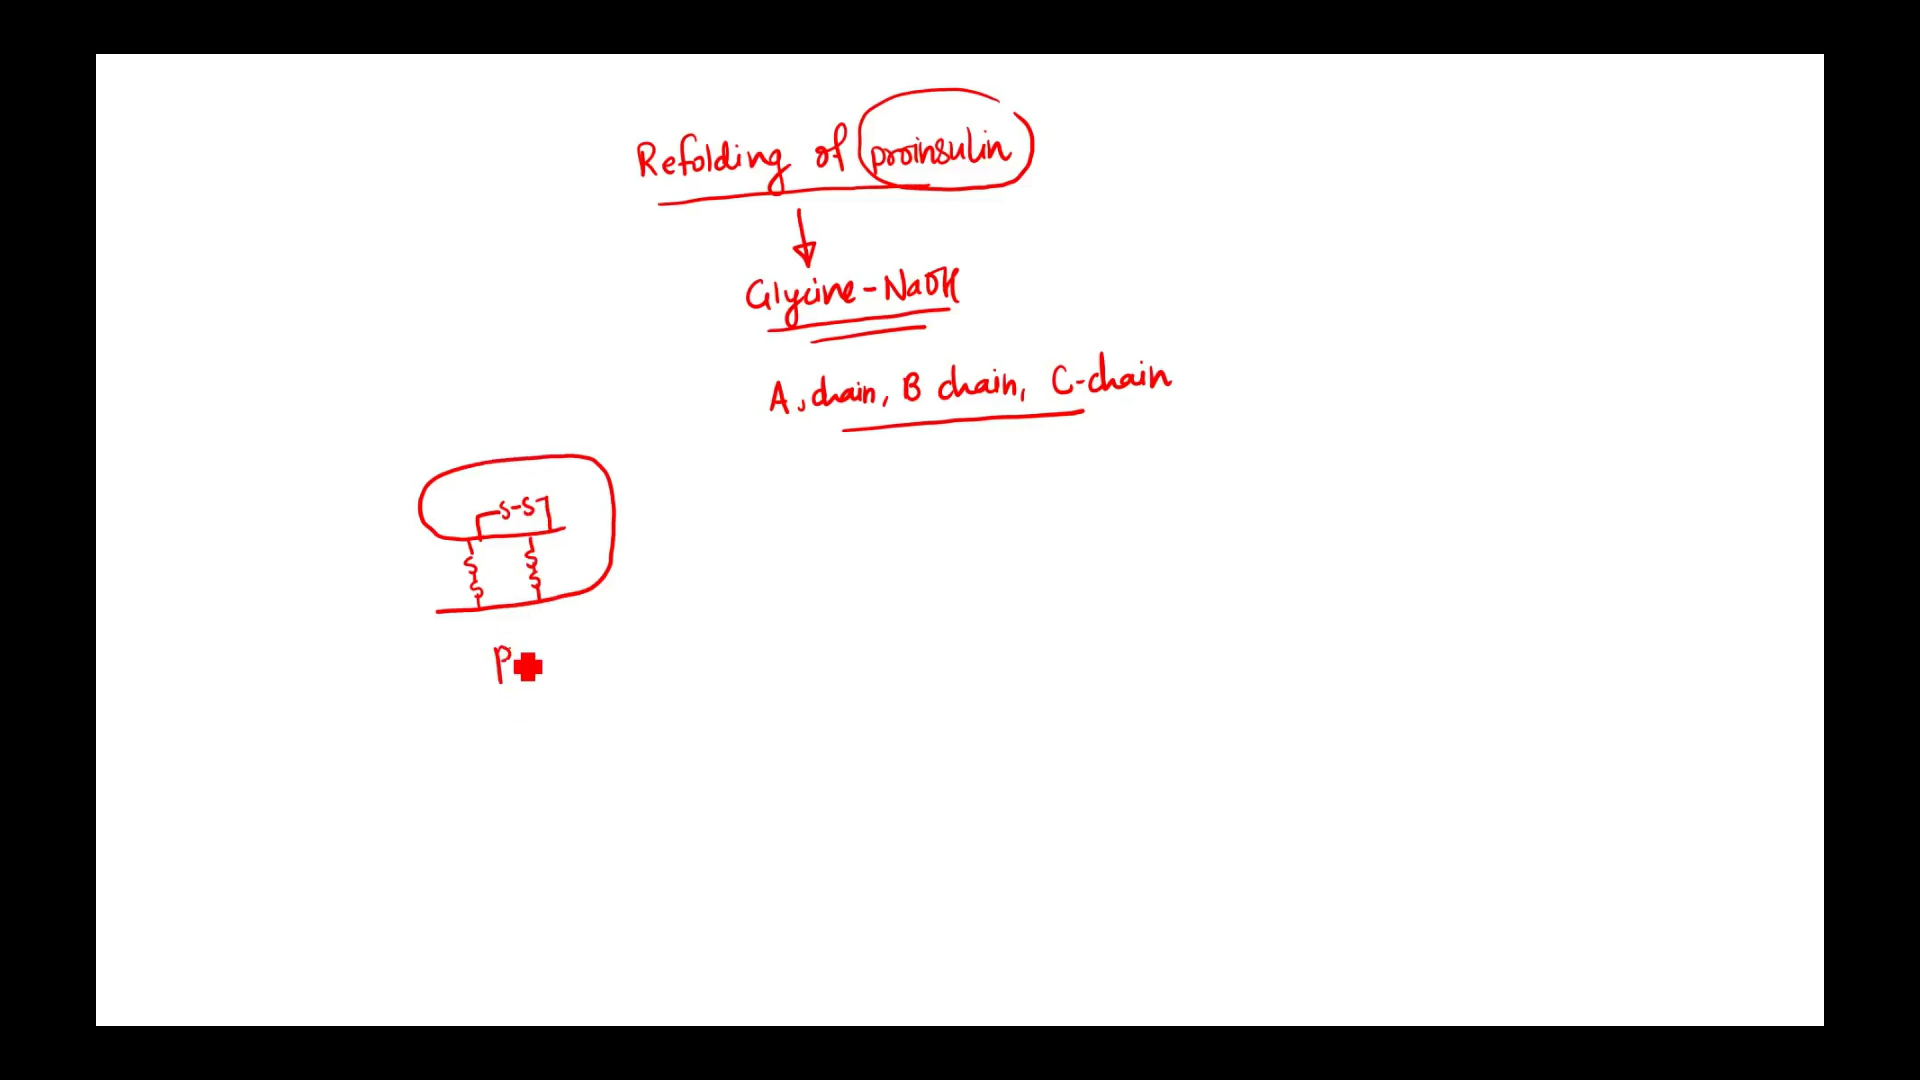 Refolding of proinsulin
Glycine-NaOH
A, chain, B chain, C-chain
S-S
S S
S S
P